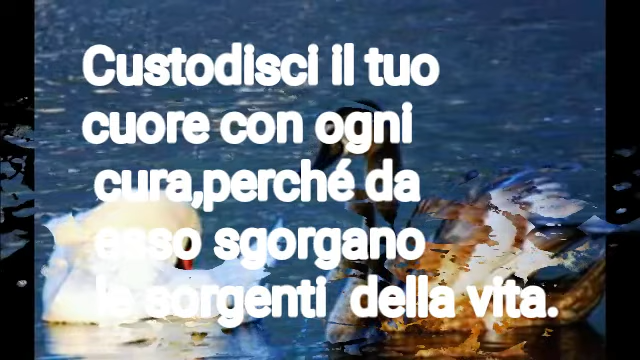 Custodisci il tuo
cuore con ogni
cura,perché da
esso sgorgano
le sorgenti della vita.